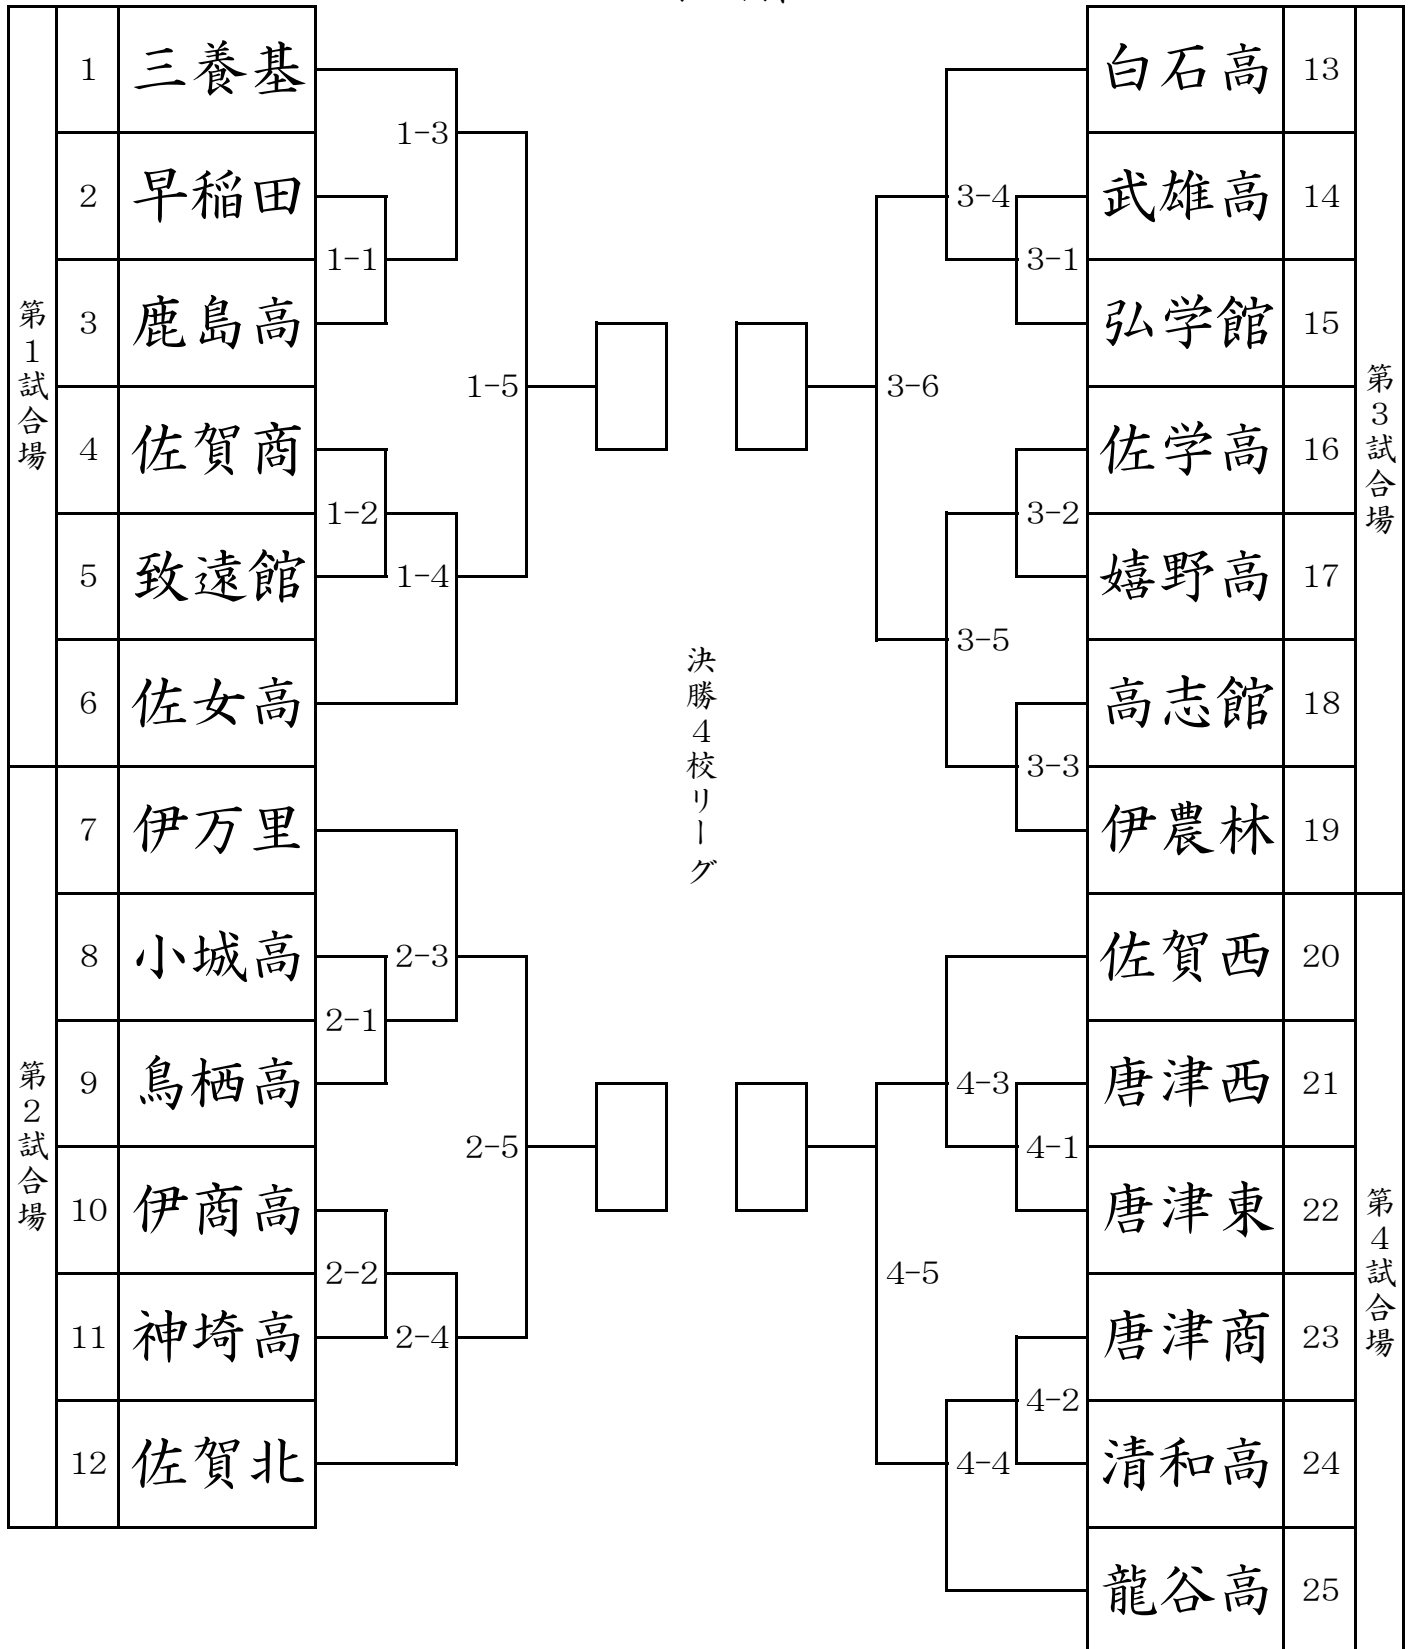 第1試合場
1 三養基
2 早稲田
3 鹿島高
4 佐賀商
5 致遠館
6 佐女高
1-1
1-2
1-3
1-4
1-5
第2試合場
7 伊万里
8 小城高
9 鳥栖高
10 伊商高
11 神埼高
12 佐賀北
2-1
2-2
2-3
2-4
2-5
決勝4校リーグ
第3試合場
白石高 13
武雄高 14
弘学館 15
佐学高 16
嬉野高 17
高志館 18
伊農林 19
3-1
3-2
3-3
3-4
3-5
3-6
第4試合場
佐賀西 20
唐津西 21
唐津東 22
唐津商 23
清和高 24
龍谷高 25
4-1
4-2
4-3
4-4
4-5